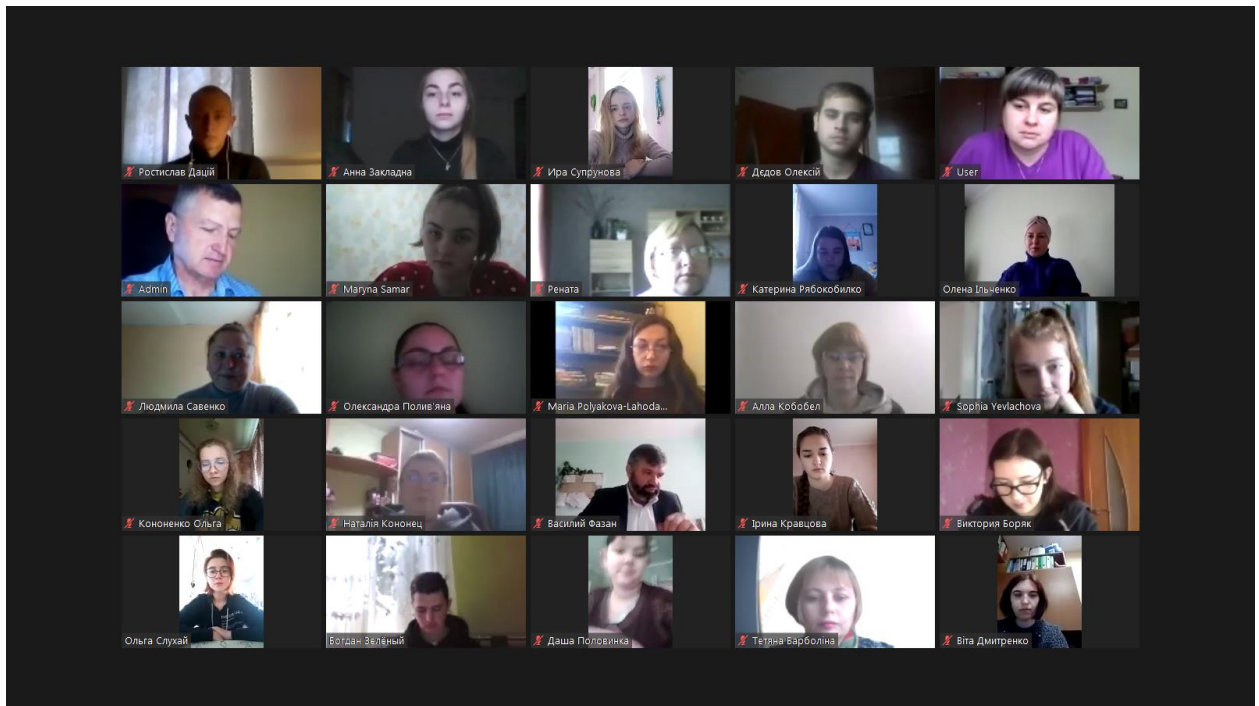 Ростислав Дацій
Анна Закладна
Ира Супрунова
Дєдов Олексій
User
Admin
Maryna Samar
Рената
Катерина Рябокобилко
Олена Ільченко
Людмила Савенко
Олександра Полив'яна
Maria Polyakova-Lahoda...
Алла Кобобел
Sophia Yevlachova
Кононенко Ольга
Наталія Кононец
Василий Фазан
Ірина Кравцова
Виктория Боряк
Ольга Слухай
Богдан Зелёный
Даша Половинка
Тетяна Барболіна
Віта Дмитренко